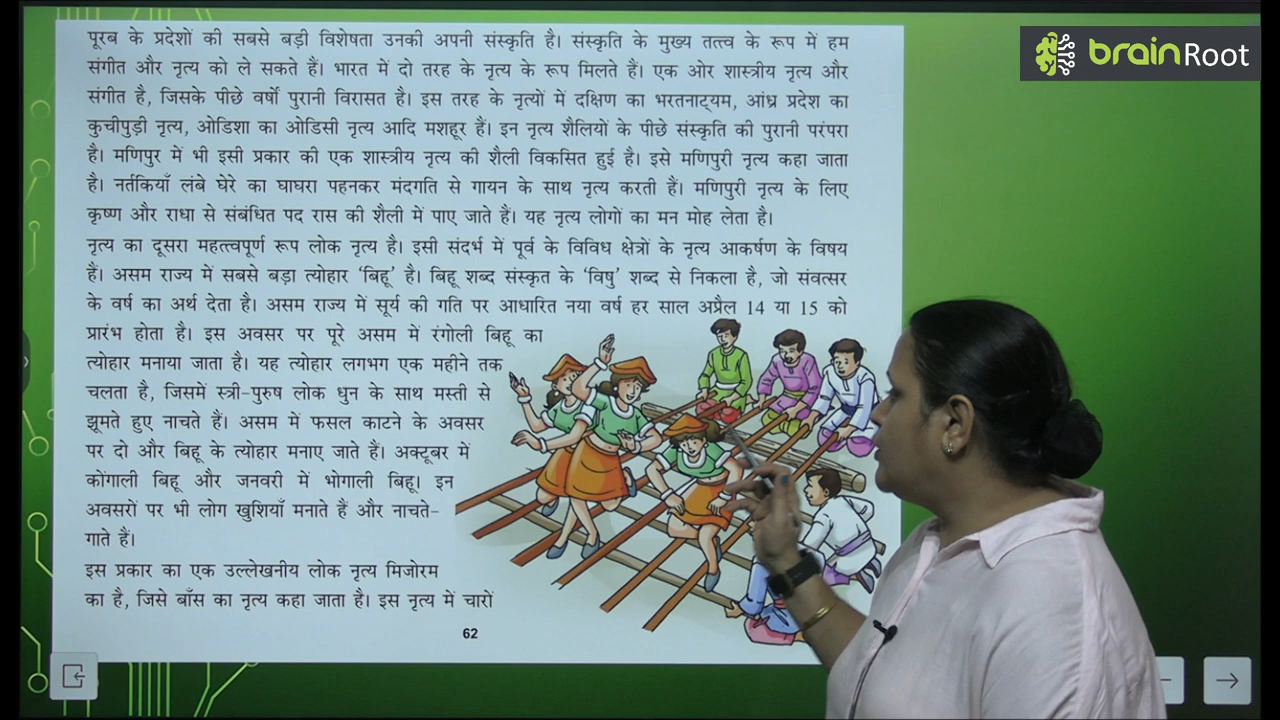 brainRoot
पूरब के प्रदेशों की सबसे बड़ी विशेषता उनकी अपनी संस्कृति है। संस्कृति के मुख्य तत्त्व के रूप में हम
संगीत और नृत्य को ले सकते हैं। भारत में दो तरह के नृत्य के रूप मिलते हैं। एक ओर शास्त्रीय नृत्य और
संगीत है, जिसके पीछे वर्षों पुरानी विरासत है। इस तरह के नृत्यों में दक्षिण का भरतनाट्यम, आंध्र प्रदेश का
कुचीपुड़ी नृत्य, ओडिशा का ओडिसी नृत्य आदि मशहूर हैं। इन नृत्य शैलियों के पीछे संस्कृति की पुरानी परंपरा
है। मणिपुर में भी इसी प्रकार की एक शास्त्रीय नृत्य की शैली विकसित हुई है। इसे मणिपुरी नृत्य कहा जाता
है। नर्तकियाँ लंबे घेरे का घाघरा पहनकर मंदगति से गायन के साथ नृत्य करती हैं। मणिपुरी नृत्य के लिए
कृष्ण और राधा से संबंधित पद रास की शैली में पाए जाते हैं। यह नृत्य लोगों का मन मोह लेता है।
नृत्य का दूसरा महत्त्वपूर्ण रूप लोक नृत्य है। इसी संदर्भ में पूर्व के विविध क्षेत्रों के नृत्य आकर्षण के विषय
हैं। असम राज्य में सबसे बड़ा त्योहार 'बिहू' है। बिहू शब्द संस्कृत के 'विषु' शब्द से निकला है, जो संवत्सर
के वर्ष का अर्थ देता है। असम राज्य में सूर्य की गति पर आधारित नया वर्ष हर साल अप्रैल 14 या 15 को
प्रारंभ होता है। इस अवसर पर पूरे असम में रंगोली बिहू का
त्योहार मनाया जाता है। यह त्योहार लगभग एक महीने तक
चलता है, जिसमें स्त्री-पुरुष लोक धुन के साथ मस्ती से
झूमते हुए नाचते हैं। असम में फसल काटने के अवसर
पर दो और बिहू के त्योहार मनाए जाते हैं। अक्टूबर में
कोंगाली बिहू और जनवरी में भोगाली बिहू। इन
अवसरों पर भी लोग खुशियाँ मनाते हैं और नाचते-
गाते हैं।
इस प्रकार का एक उल्लेखनीय लोक नृत्य मिजोरम
का है, जिसे बाँस का नृत्य कहा जाता है। इस नृत्य में चारों
62